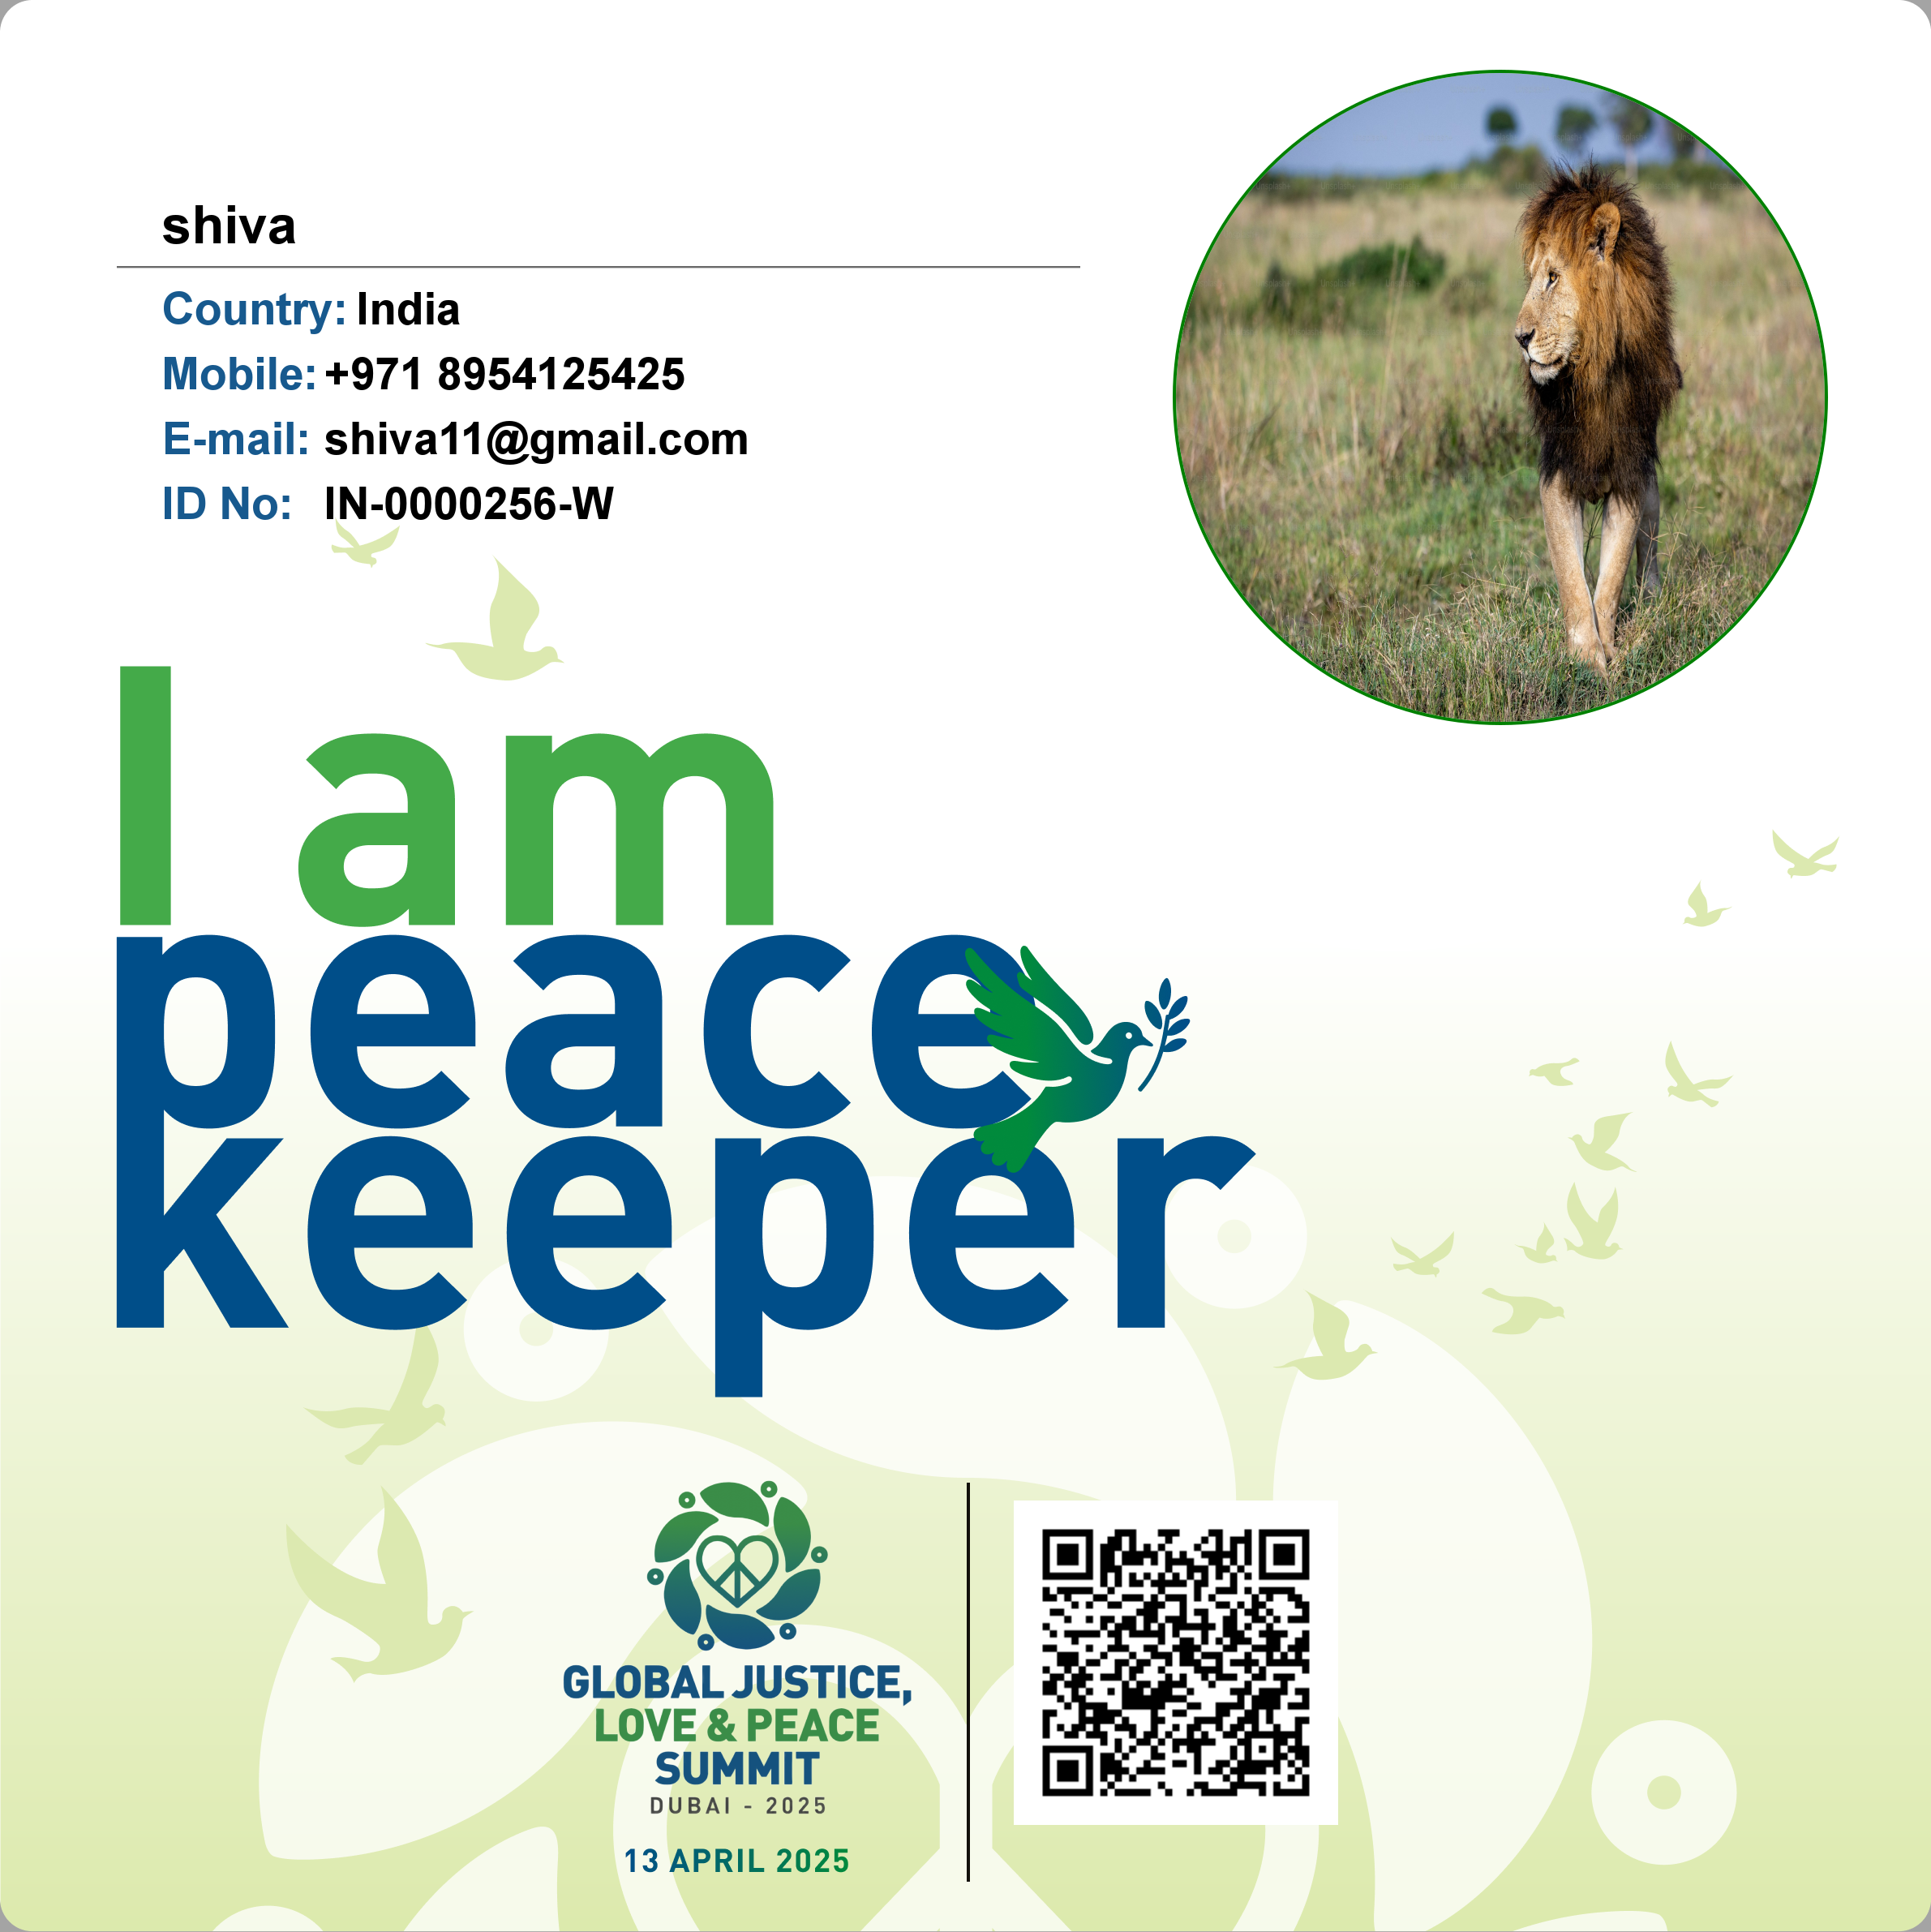 shiva
Country: India
Mobile: +971 8954125425
E-mail: shiva11@gmail.com
ID No: IN-0000256-W
I am
peace
keeper
GLOBAL JUSTICE,
LOVE & PEACE
SUMMIT
DUBAI - 2025
13 APRIL 2025